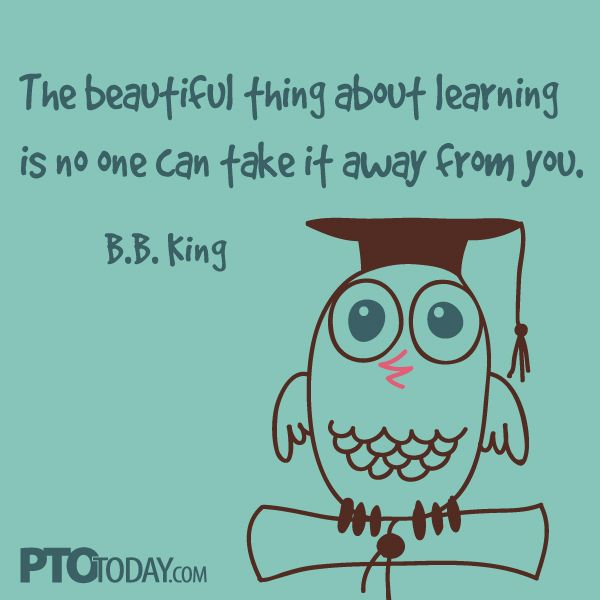 The beautiful thing about learning
is no one can take it away from you.
B.B. King
PTOTODAY.COM